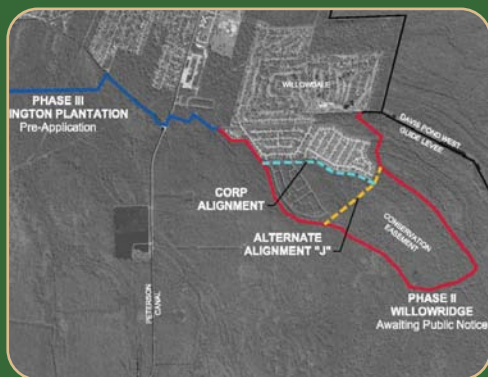 PHASE III
INGTON PLANTATION
Pre-Application
WILLOWDALE
DAVIS POND WEST
GUIDE LEVEE
CORP
ALIGNMENT
ALTERNATE
ALIGNMENT "J"
CONSERVATION
EASEMENT
PETERSON
CANAL
PHASE II
WILLOWRIDGE
Awaiting Public Notice